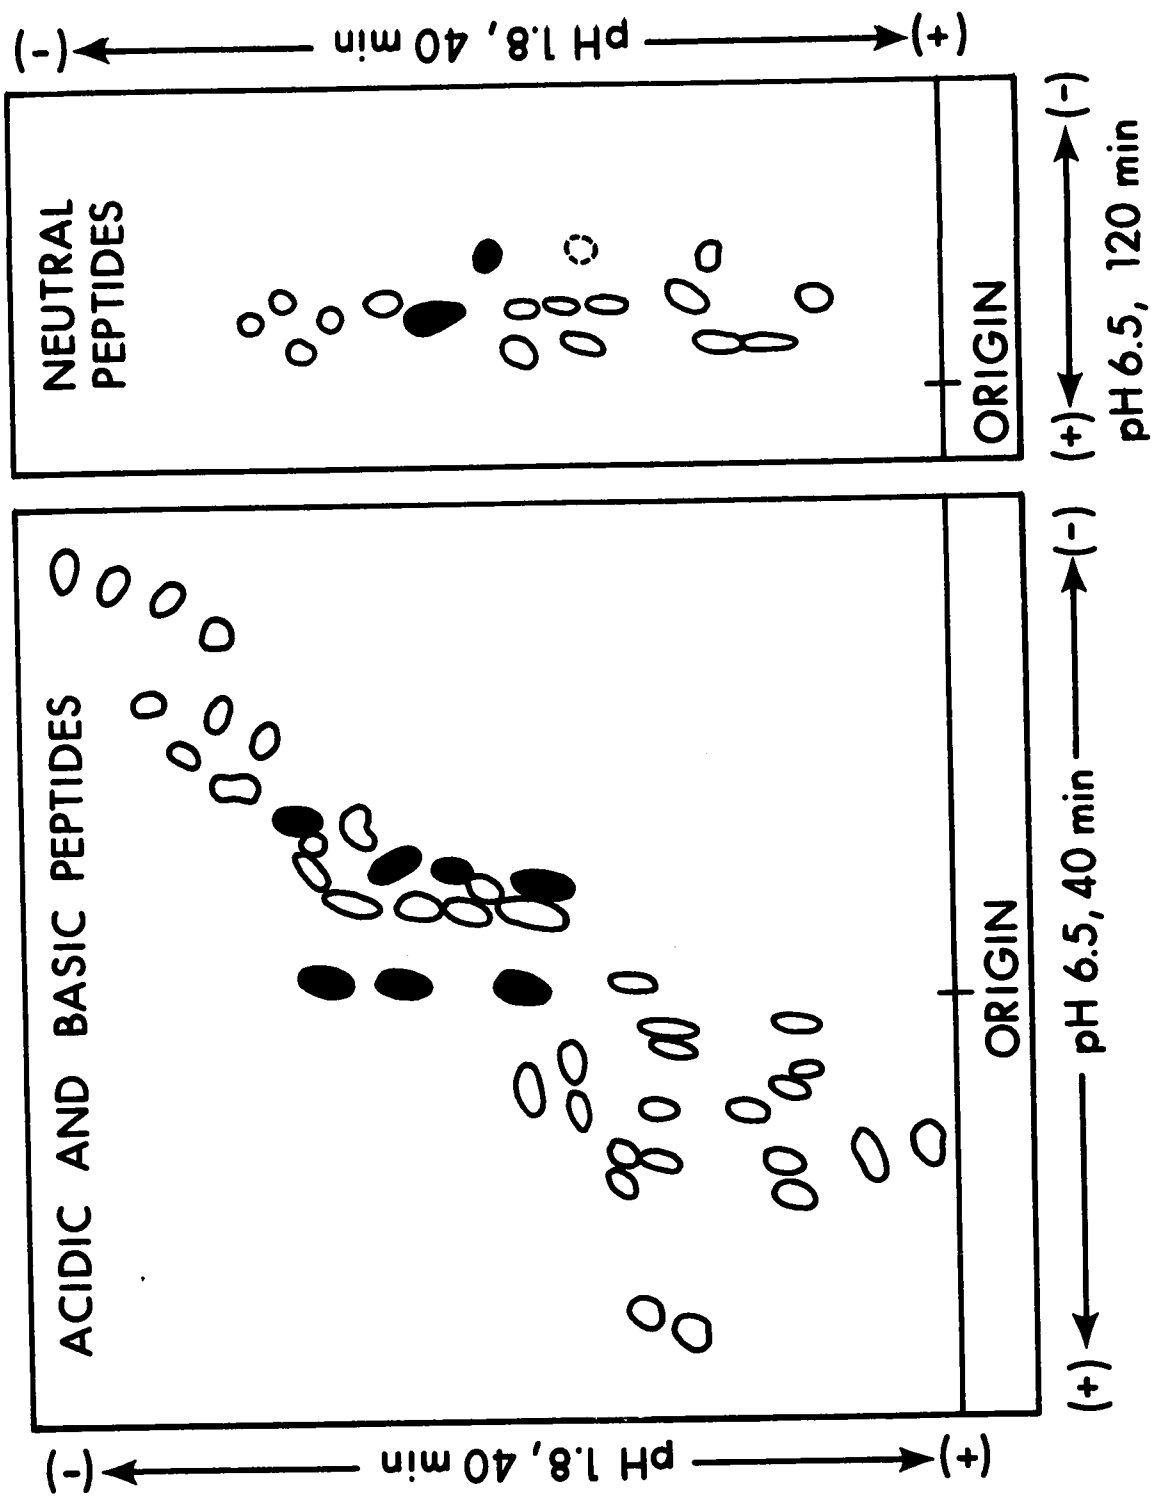 ACIDIC AND BASIC PEPTIDES
NEUTRAL
PEPTIDES
(-)
pH 1.8, 40 min
(+)
(-)
pH 1.8, 40 min
(+)
ORIGIN
ORIGIN
(+)
pH 6.5, 40 min
(-)
(+)
(-)
pH 6.5, 120 min